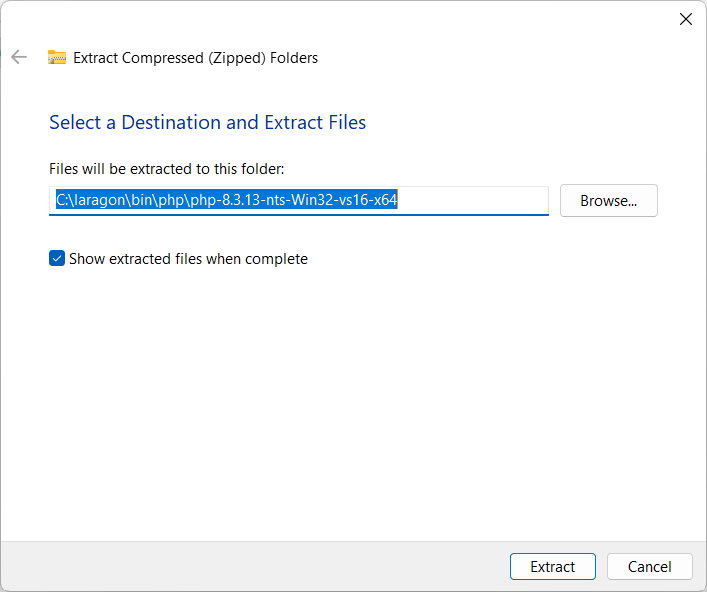 Extract Compressed (Zipped) Folders
Select a Destination and Extract Files
Files will be extracted to this folder:
C:\laragon\bin\php\php-8.3.13-nts-Win32-vs16-x64
Browse...
Show extracted files when complete
Extract
Cancel